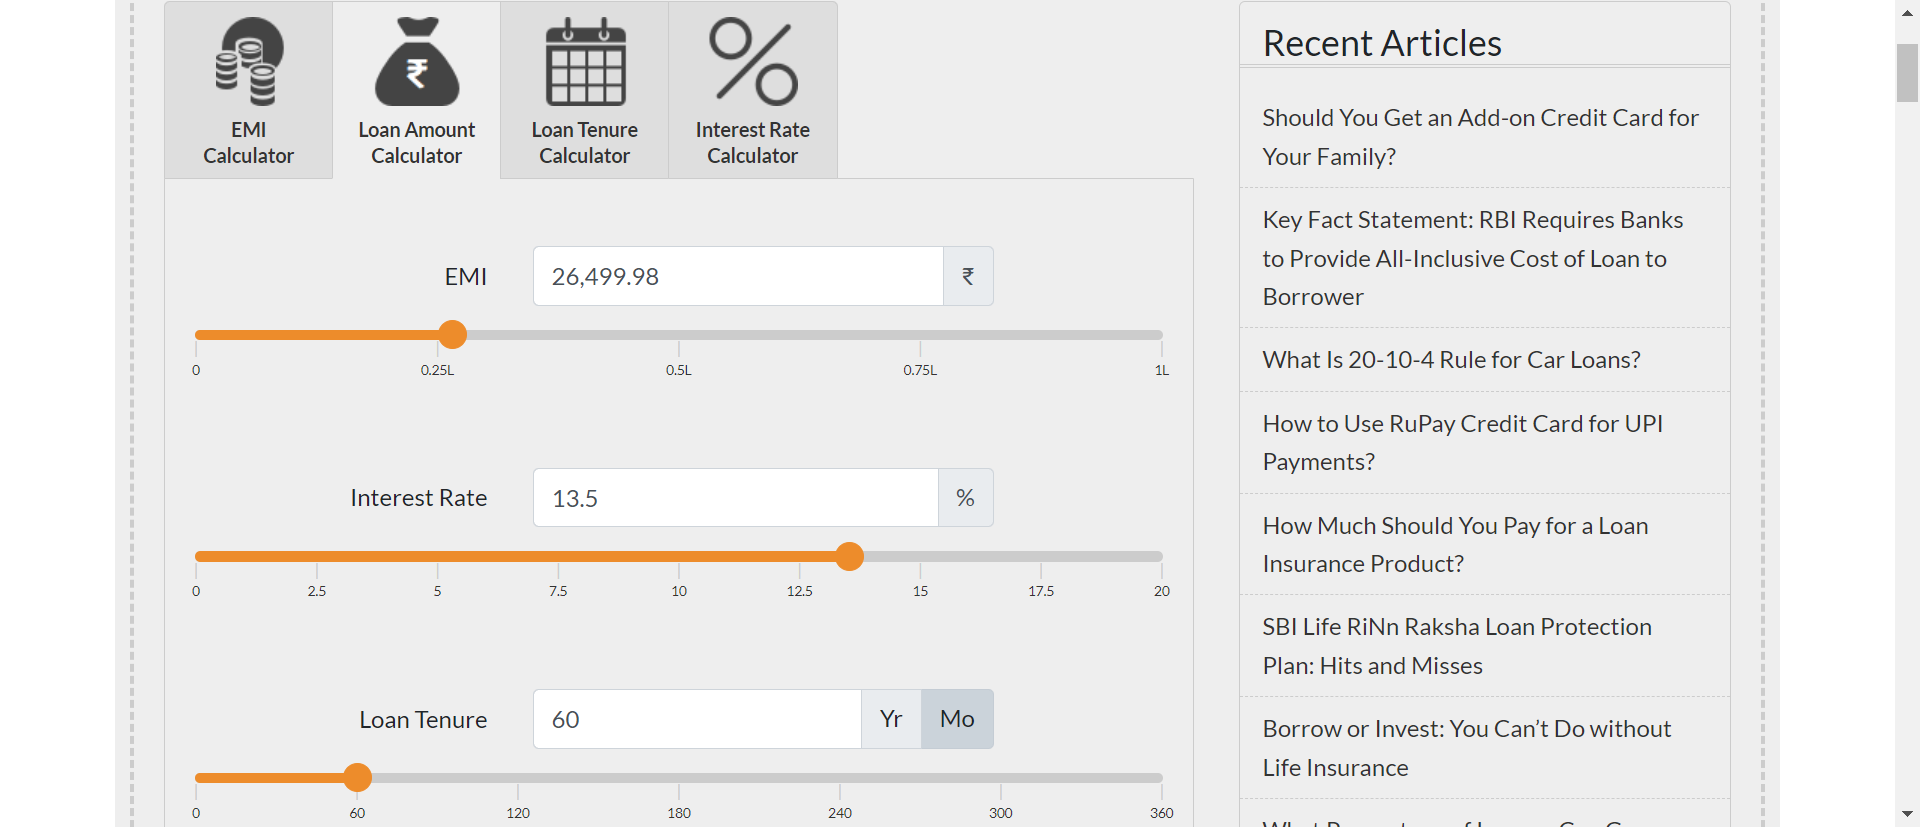 EMI
Calculator
Loan Amount
Calculator
Loan Tenure
Calculator
Interest Rate
Calculator
EMI
26,499.98
₹
0
0.25L
0.5L
0.75L
1L
Interest Rate
13.5
%
0
2.5
5
7.5
10
12.5
15
17.5
20
Loan Tenure
60
Yr
Mo
0
60
120
180
240
300
360
Recent Articles
Should You Get an Add-on Credit Card for
Your Family?
Key Fact Statement: RBI Requires Banks
to Provide All-Inclusive Cost of Loan to
Borrower
What Is 20-10-4 Rule for Car Loans?
How to Use RuPay Credit Card for UPI
Payments?
How Much Should You Pay for a Loan
Insurance Product?
SBI Life RiNn Raksha Loan Protection
Plan: Hits and Misses
Borrow or Invest: You Can’t Do without
Life Insurance